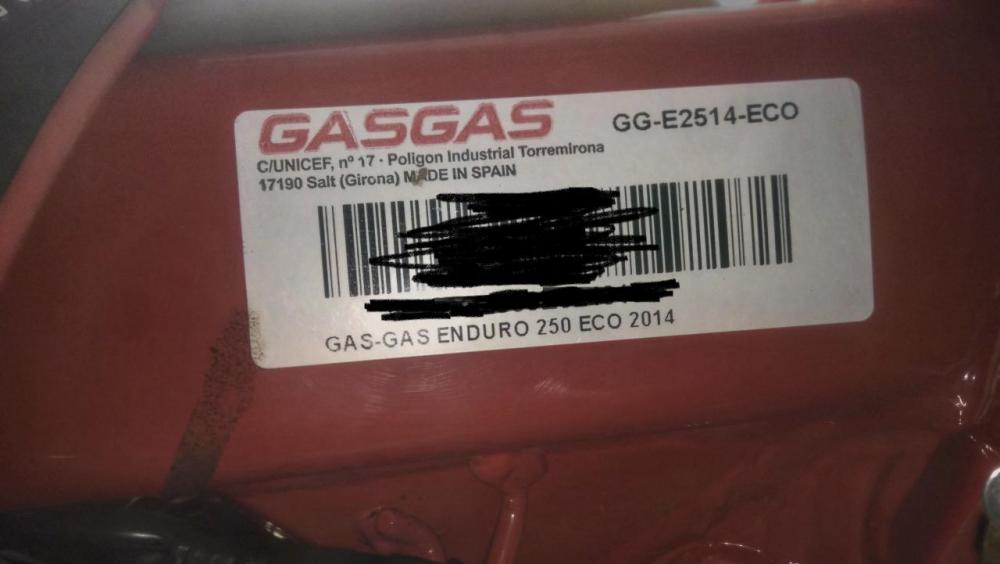 GASGAS GG-E2514-ECO
C/UNICEF, nº 17 · Poligon Industrial Torremirona
17190 Salt (Girona) MADE IN SPAIN
GAS-GAS ENDURO 250 ECO 2014